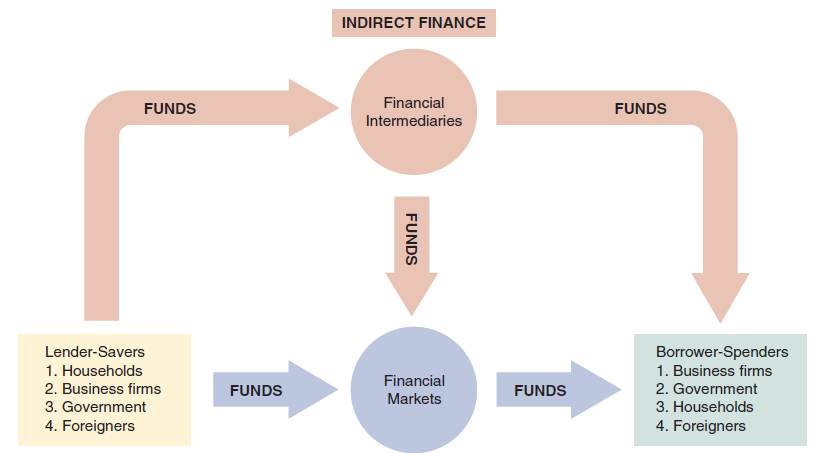 INDIRECT FINANCE
FUNDS
Financial
Intermediaries
FUNDS
FUNDS
Lender-Savers
1. Households
2. Business firms
3. Government
4. Foreigners
FUNDS
Financial
Markets
FUNDS
Borrower-Spenders
1. Business firms
2. Government
3. Households
4. Foreigners